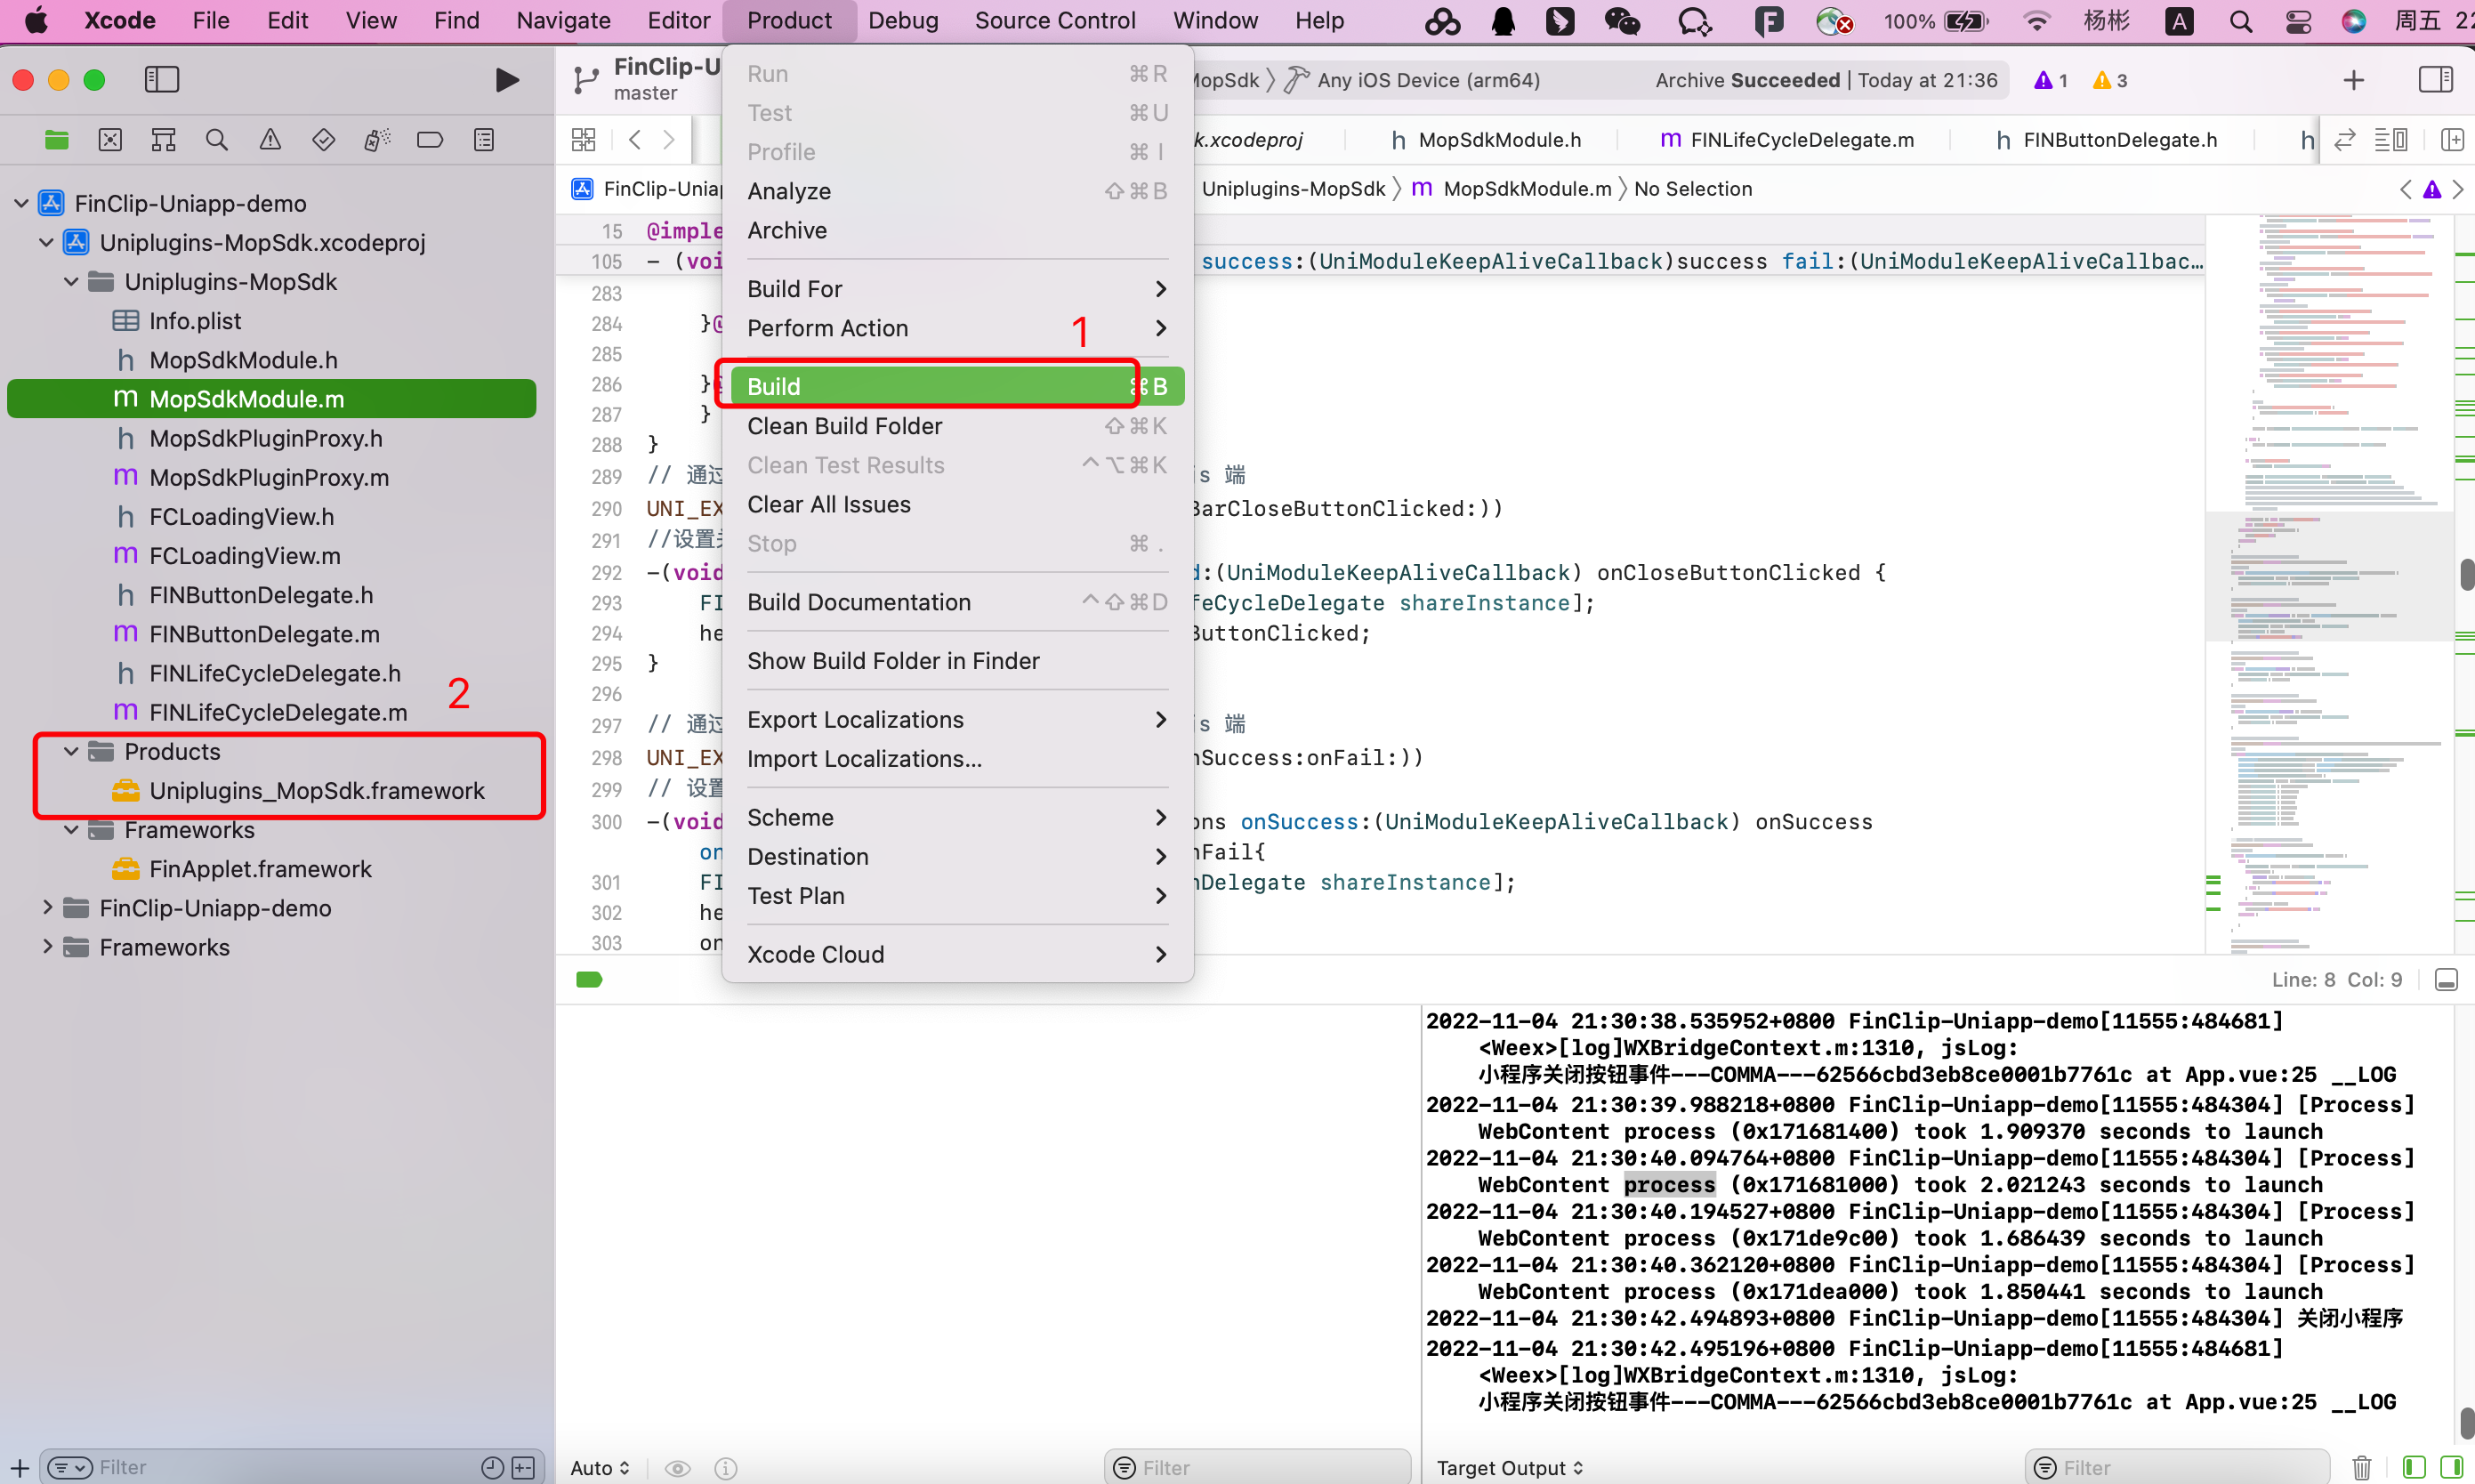 Xcode File Edit View Find Navigate Editor Product Debug Source Control Window Help 100% 杨彬 A 周五 22
FinClip-U
master
MopSdk Any iOS Device (arm64) Archive Succeeded | Today at 21:36 1 3
k.xcodeproj h MopSdkModule.h m FINLifeCycleDelegate.m h FINButtonDelegate.h h
FinClip-Uniap Uniplugins-MopSdk m MopSdkModule.m No Selection
FinClip-Uniapp-demo
Uniplugins-MopSdk.xcodeproj
Uniplugins-MopSdk
Info.plist
h MopSdkModule.h
m MopSdkModule.m
h MopSdkPluginProxy.h
m MopSdkPluginProxy.m
h FCLoadingView.h
m FCLoadingView.m
h FINButtonDelegate.h
m FINButtonDelegate.m
h FINLifeCycleDelegate.h
m FINLifeCycleDelegate.m
2
Products
Uniplugins_MopSdk.framework
Frameworks
FinApplet.framework
FinClip-Uniapp-demo
Frameworks
Filter
Run ⌘R
Test ⌘U
Profile ⌘I
Analyze ⇧⌘B
Archive
Build For
Perform Action
1
Build ⌘B
Clean Build Folder ⇧⌘K
Clean Test Results ^⌥⌘K
Clear All Issues
Stop ⌘.
Build Documentation ^⇧⌘D
Show Build Folder in Finder
Export Localizations
Import Localizations...
Scheme
Destination
Test Plan
Xcode Cloud
15 @imple
105 - (voi success:(UniModuleKeepAliveCallback)success fail:(UniModuleKeepAliveCallbac…
283
284 }@
285
286 }
287 }
288 }
289 // 通过 s 端
290 UNI_EX BarCloseButtonClicked:))
291 //设置
292 -(void d:(UniModuleKeepAliveCallback) onCloseButtonClicked {
293 FI feCycleDelegate shareInstance];
294 he ButtonClicked;
295 }
296
297 // 通过 s 端
298 UNI_EX nSuccess:onFail:))
299 // 设置
300 -(void ons onSuccess:(UniModuleKeepAliveCallback) onSuccess
on nFail{
301 FI nDelegate shareInstance];
302 he
303 on
Line: 8 Col: 9
2022-11-04 21:30:38.535952+0800 FinClip-Uniapp-demo[11555:484681]
<Weex>[log]WXBridgeContext.m:1310, jsLog:
小程序关闭按钮事件---COMMA---62566cbd3eb8ce0001b7761c at App.vue:25 __LOG
2022-11-04 21:30:39.988218+0800 FinClip-Uniapp-demo[11555:484304] [Process]
WebContent process (0x171681400) took 1.909370 seconds to launch
2022-11-04 21:30:40.094764+0800 FinClip-Uniapp-demo[11555:484304] [Process]
WebContent process (0x171681000) took 2.021243 seconds to launch
2022-11-04 21:30:40.194527+0800 FinClip-Uniapp-demo[11555:484304] [Process]
WebContent process (0x171de9c00) took 1.686439 seconds to launch
2022-11-04 21:30:40.362120+0800 FinClip-Uniapp-demo[11555:484304] [Process]
WebContent process (0x171dea000) took 1.850441 seconds to launch
2022-11-04 21:30:42.494893+0800 FinClip-Uniapp-demo[11555:484304] 关闭小程序
2022-11-04 21:30:42.495196+0800 FinClip-Uniapp-demo[11555:484681]
<Weex>[log]WXBridgeContext.m:1310, jsLog:
小程序关闭按钮事件---COMMA---62566cbd3eb8ce0001b7761c at App.vue:25 __LOG
Auto Filter Target Output Filter